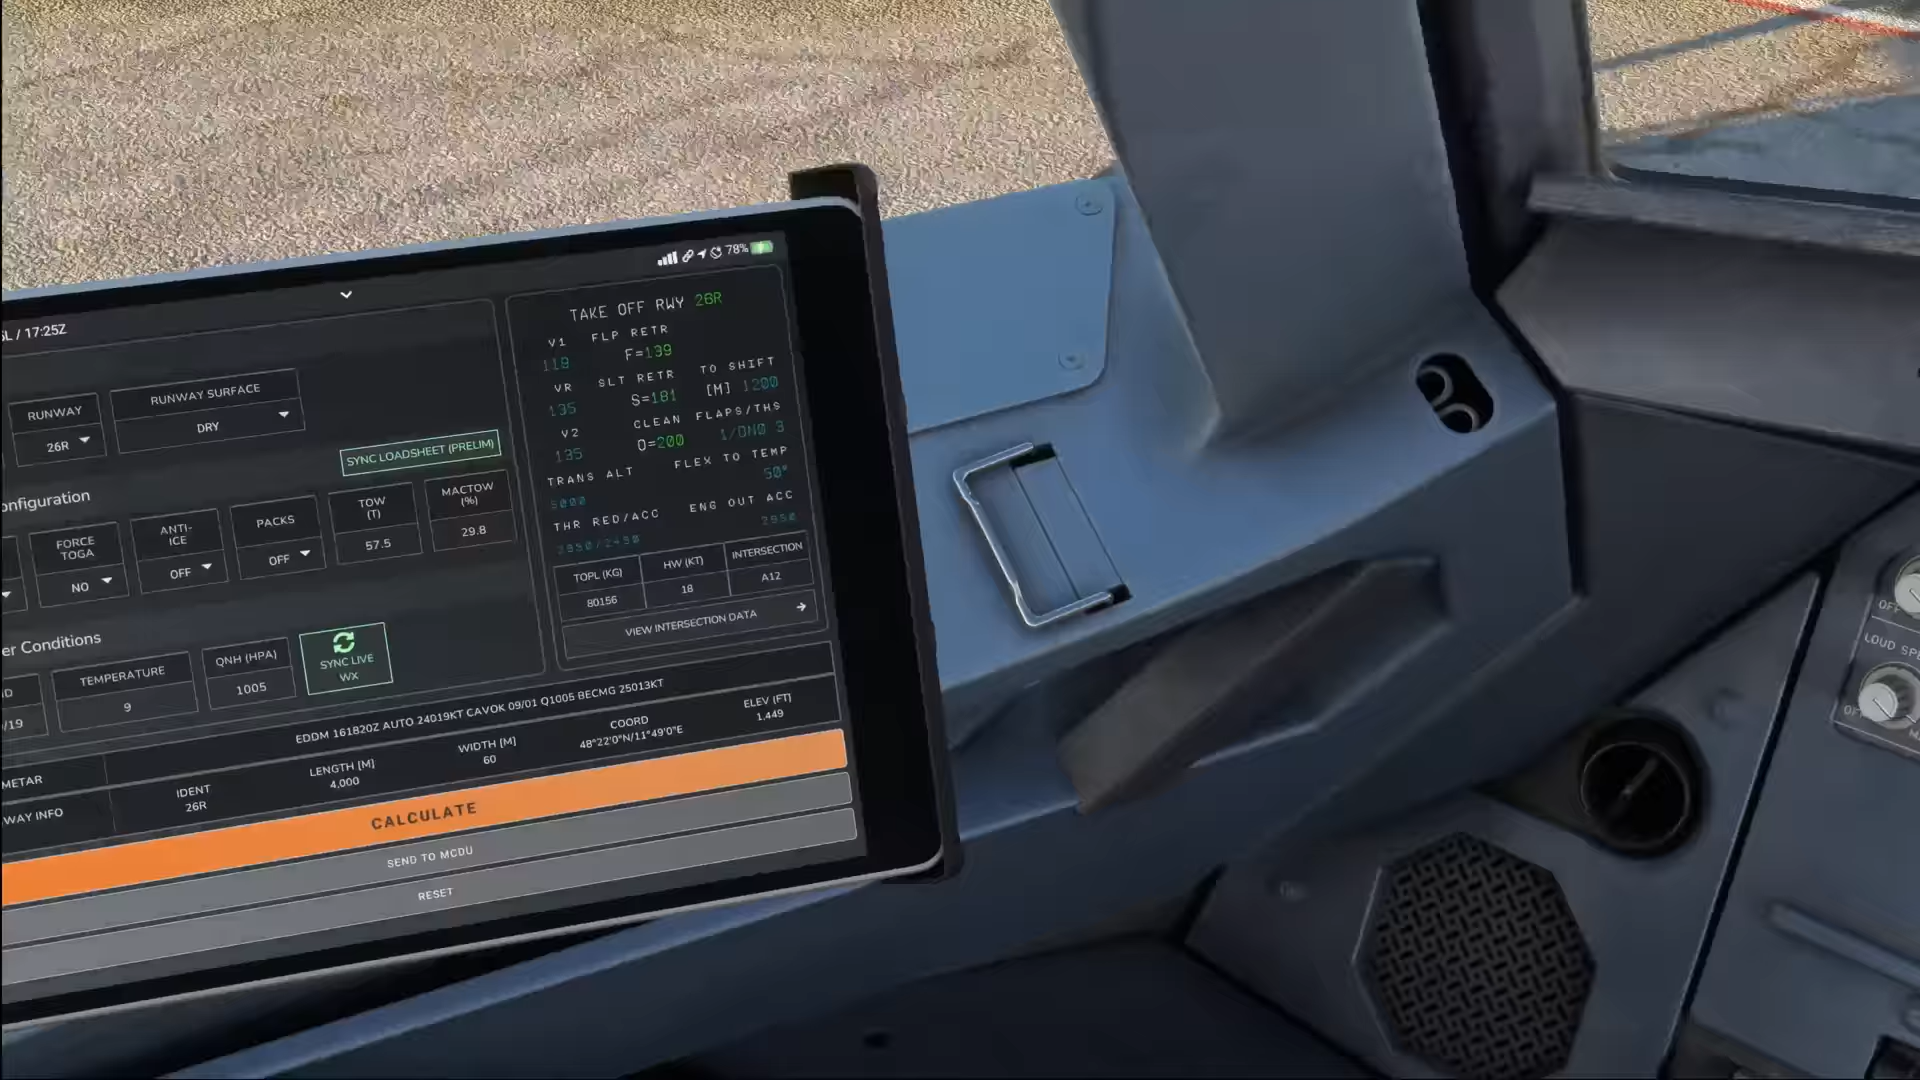 5L / 17:25Z
78%
RUNWAY
26R
RUNWAY SURFACE
DRY
SYNC LOADSHEET (PRELIM)
onfiguration
FORCE TOGA
NO
ANTI-ICE
OFF
PACKS
OFF
TOW (T)
57.5
MACTOW (%)
29.8
er Conditions
/19
TEMPERATURE
9
QNH (HPA)
1005
SYNC LIVE WX
METAR
EDDM 161820Z AUTO 24019KT CAVOK 09/01 Q1005 BECMG 25013KT
WAY INFO
IDENT
26R
LENGTH [M]
4,000
WIDTH [M]
60
COORD
48°22'0"N/11°49'0"E
ELEV [FT]
1,449
CALCULATE
SEND TO MCDU
RESET
TAKE OFF RWY 26R
V1 FLP RETR
119 F=139
VR SLT RETR TO SHIFT
135 S=181 [M] 1200
V2 CLEAN FLAPS/THS
135 O=200 1/DN0 3
TRANS ALT FLEX TO TEMP
5000 50°
THR RED/ACC ENG OUT ACC
2950
TOPL (KG) HW (KT) INTERSECTION
80156 18 A12
VIEW INTERSECTION DATA →
OFF
LOUD SPE